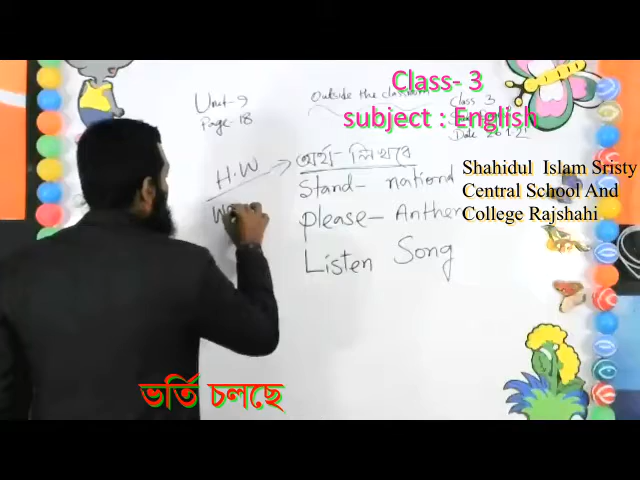 Class- 3
subject : English
Unit-9
Page-18
Outside the classroom
Class 3
Date 26.1.21
H.W
অর্থ- লিখবে
Stand- national
please- Anthem
Listen Song
Shahidul Islam Sristy
Central School And
College Rajshahi
ভর্তি চলছে